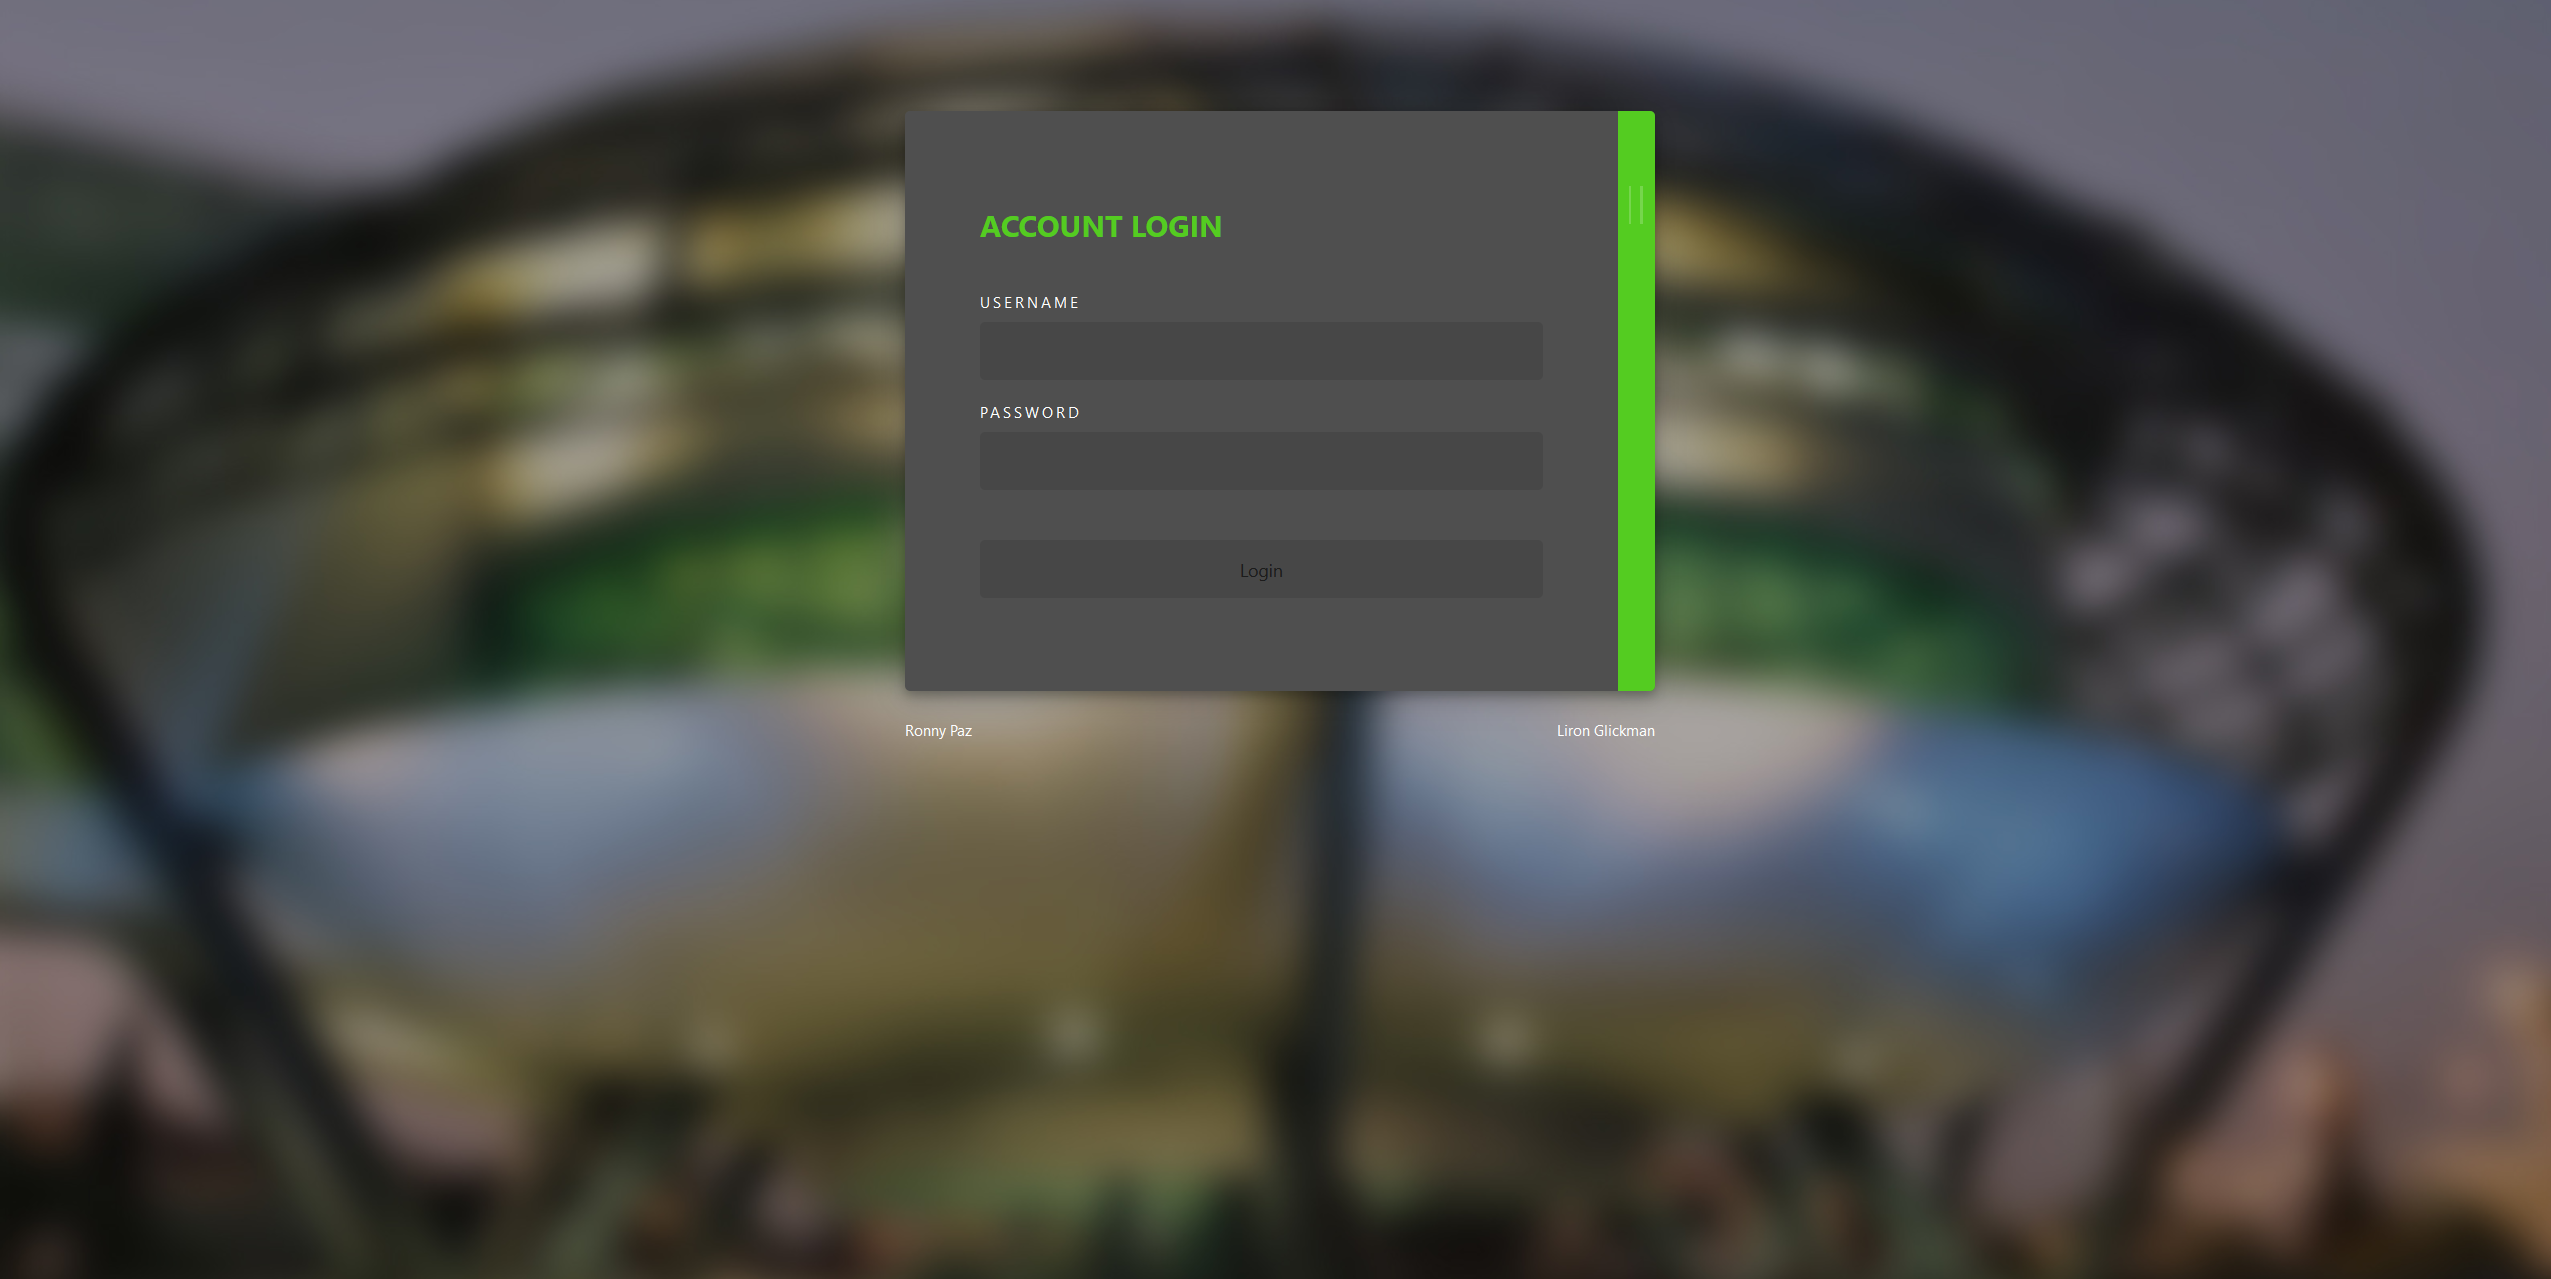 ACCOUNT LOGIN
USERNAME
PASSWORD
Login
Ronny Paz
Liron Glickman